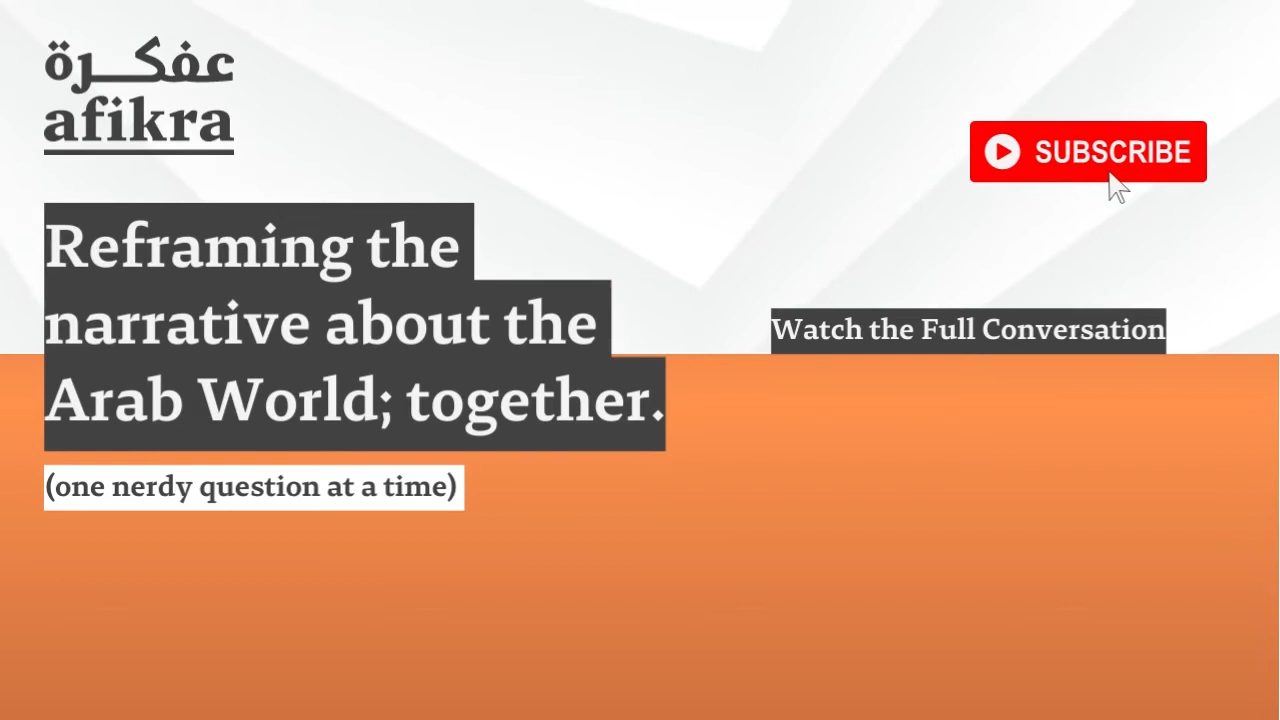 عفكرة
afikra
SUBSCRIBE
Reframing the
narrative about the
Arab World; together.
Watch the Full Conversation
(one nerdy question at a time)